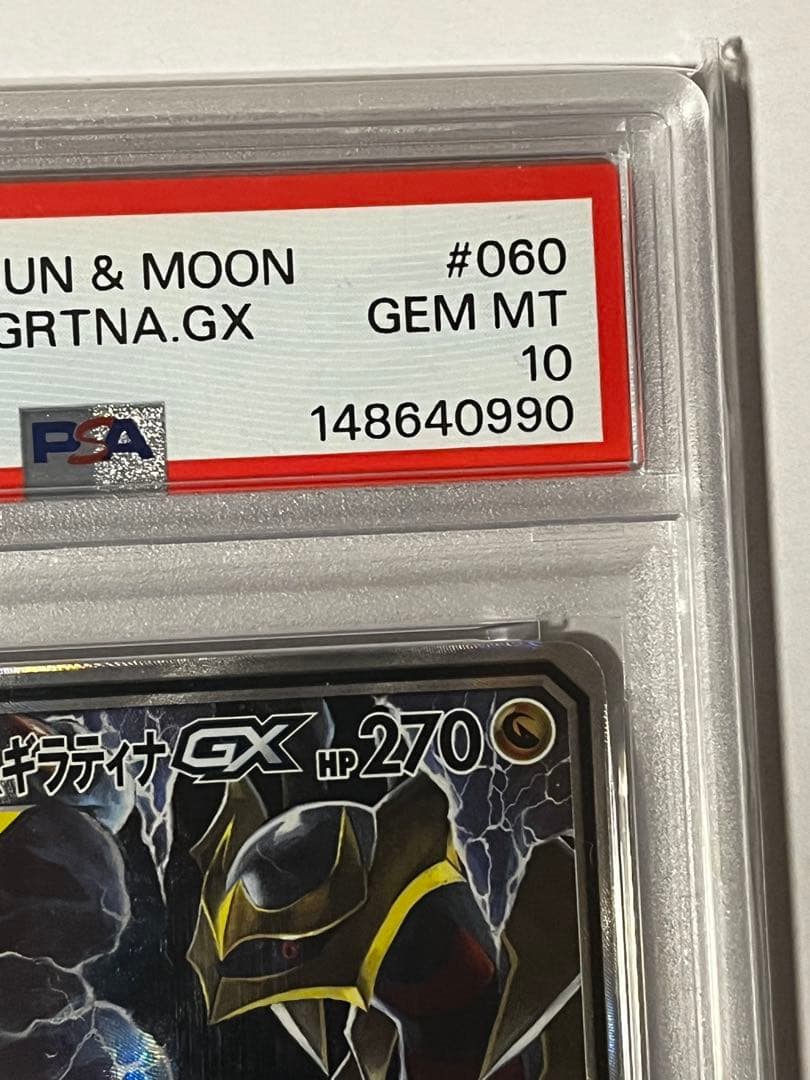 UN & MOON #060
GRTNA.GX GEM MT
10
PSA 148640990
ギラティナGX HP270